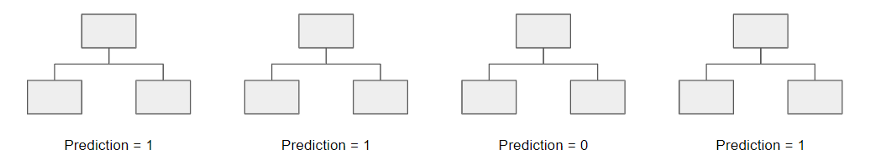 Prediction = 1
Prediction = 1
Prediction = 0
Prediction = 1